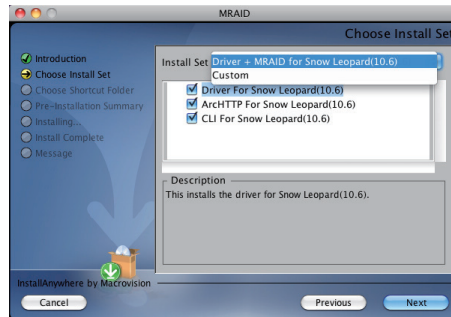 MRAID
Choose Install Set
Introduction
Choose Install Set
Choose Shortcut Folder
Pre-Installation Summary
Installing...
Install Complete
Message
Install Set
Driver + MRAID for Snow Leopard(10.6)
Custom
Driver For Snow Leopard(10.6)
ArcHTTP For Snow Leopard(10.6)
CLI For Snow Leopard(10.6)
Description
This installs the driver for Snow Leopard(10.6).
InstallAnywhere by Macrovision
Cancel
Previous
Next